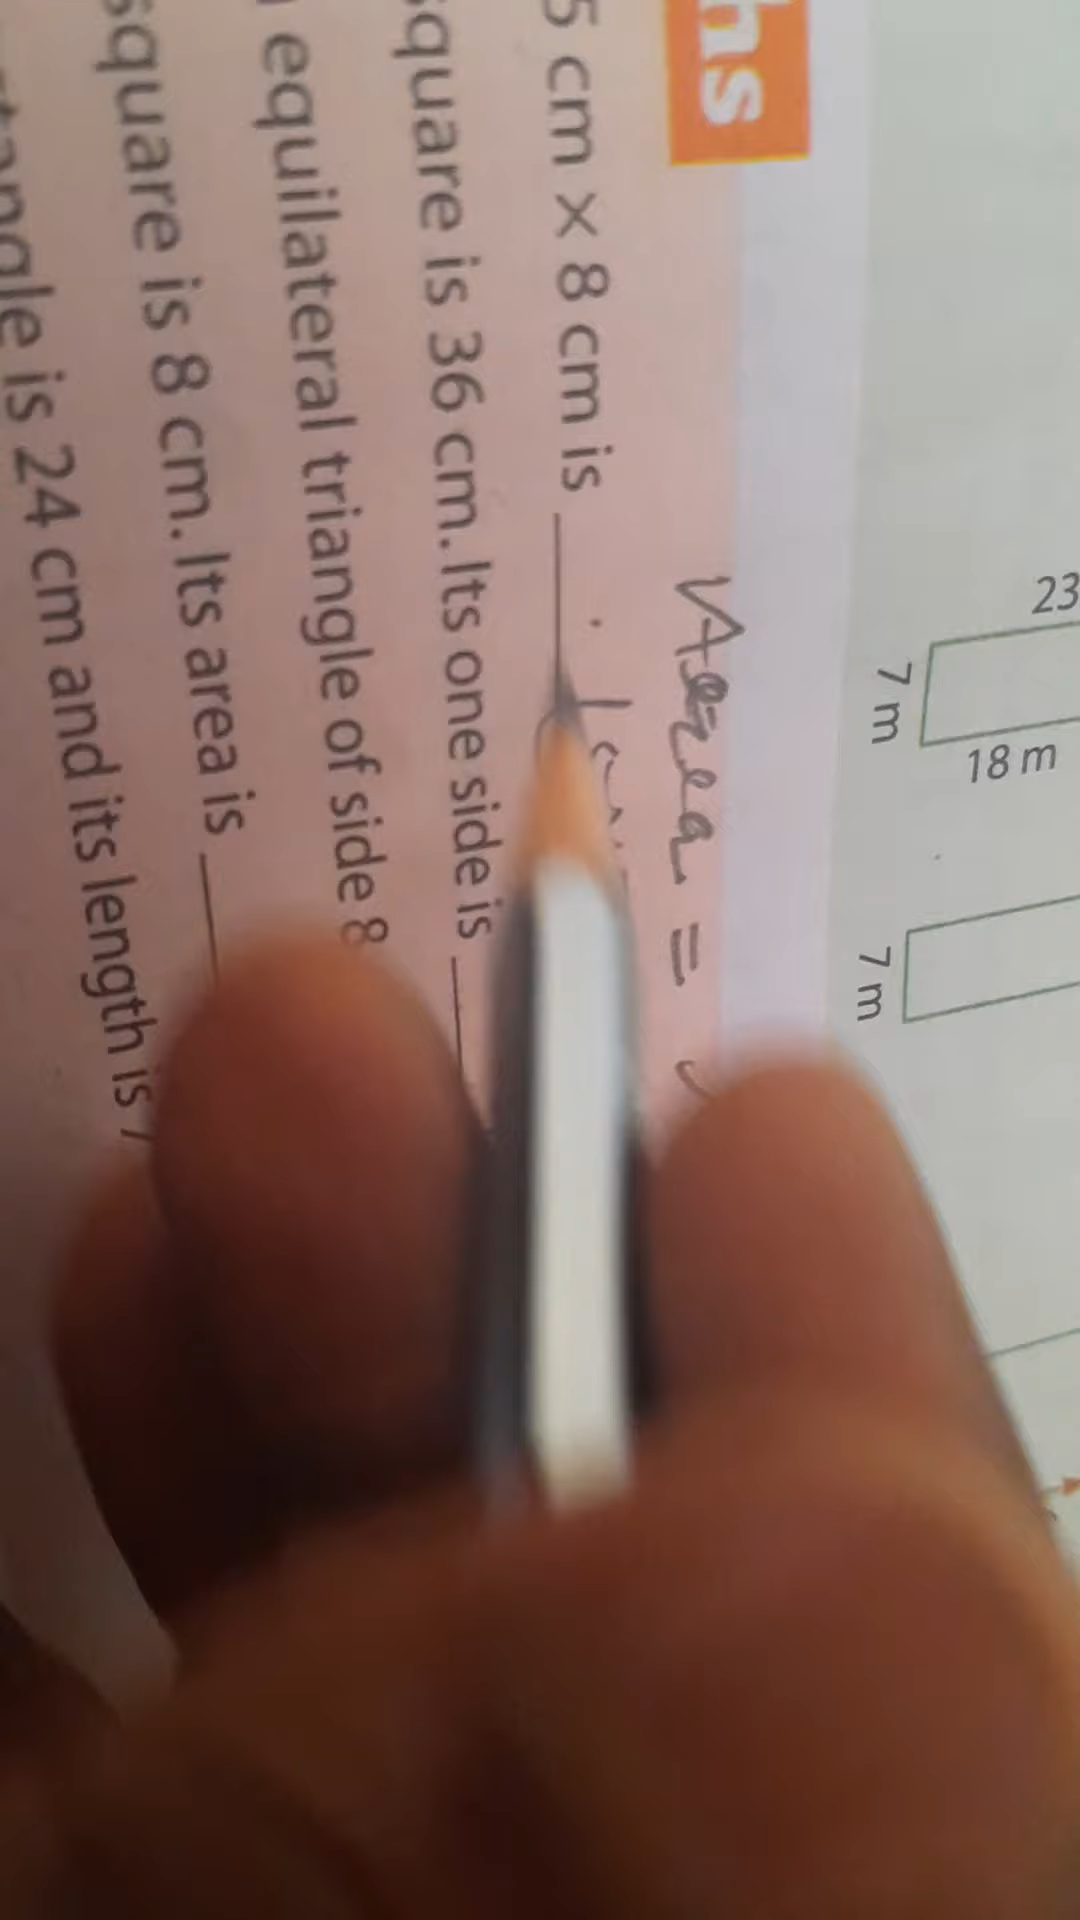 hs
5 cm × 8 cm is
square is 36 cm. Its one side is
equilateral triangle of side 8
square is 8 cm. Its area is
is 24 cm and its length is
23
7 m
18 m
7 m